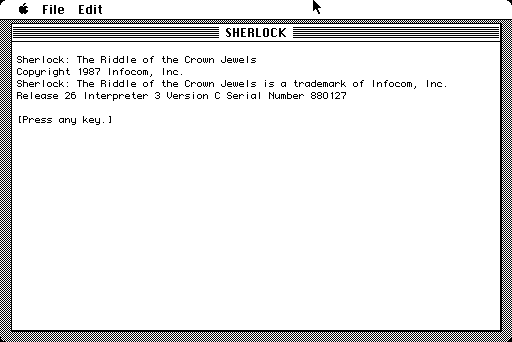 File Edit
SHERLOCK
Sherlock: The Riddle of the Crown Jewels
Copyright 1987 Infocom, Inc.
Sherlock: The Riddle of the Crown Jewels is a trademark of Infocom, Inc.
Release 26 Interpreter 3 Version C Serial Number 880127
[Press any key.]